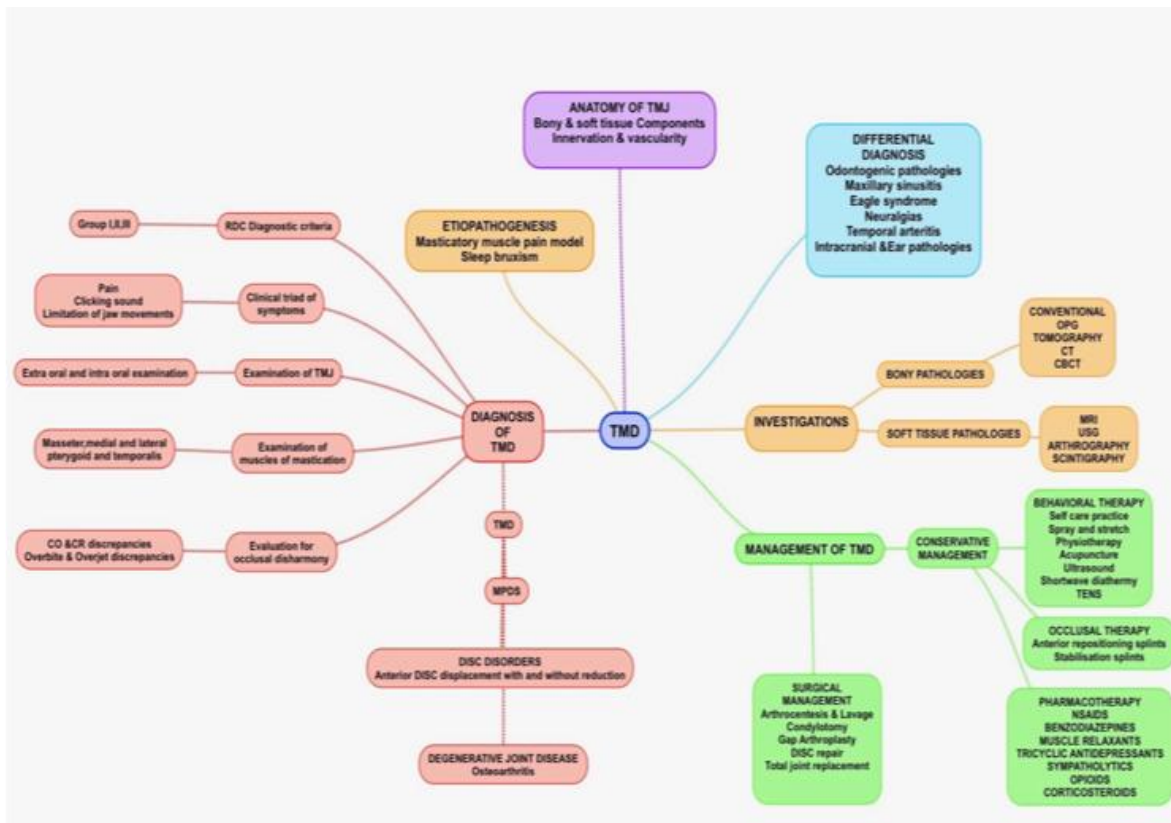 ANATOMY OF TMJ
Bony & soft tissue Components
Innervation & vascularity
DIFFERENTIAL
DIAGNOSIS
Odontogenic pathologies
Maxillary sinusitis
Eagle syndrome
Neuralgias
Temporal arteritis
Intracranial &Ear pathologies
ETIOPATHOGENESIS
Masticatory muscle pain model
Sleep bruxism
Group I,II,III
RDC Diagnostic criteria
Pain
Clicking sound
Limitation of jaw movements
Clinical triad of
symptoms
Extra oral and intra oral examination
Examination of TMJ
Masseter,medial and lateral
pterygoid and temporalis
Examination of
muscles of mastication
CO &CR discrepancies
Overbite & Overjet discrepancies
Evaluation for
occlusal disharmony
DIAGNOSIS
OF
TMD
TMD
MPDS
DISC DISORDERS
Anterior DISC displacement with and without reduction
DEGENERATIVE JOINT DISEASE
Osteoarthritis
TMD
INVESTIGATIONS
BONY PATHOLOGIES
CONVENTIONAL
OPG
TOMOGRAPHY
CT
CBCT
SOFT TISSUE PATHOLOGIES
MRI
USG
ARTHROGRAPHY
SCINTIGRAPHY
MANAGEMENT OF TMD
CONSERVATIVE
MANAGEMENT
BEHAVIORAL THERAPY
Self care practice
Spray and stretch
Physiotherapy
Acupuncture
Ultrasound
Shortwave diathermy
TENS
OCCLUSAL THERAPY
Anterior repositioning splints
Stabilisation splints
PHARMACOTHERAPY
NSAIDS
BENZODIAZEPINES
MUSCLE RELAXANTS
TRICYCLIC ANTIDEPRESSANTS
SYMPATHOLYTICS
OPIOIDS
CORTICOSTEROIDS
SURGICAL
MANAGEMENT
Arthrocentesis & Lavage
Condylotomy
Gap Arthroplasty
DISC repair
Total joint replacement